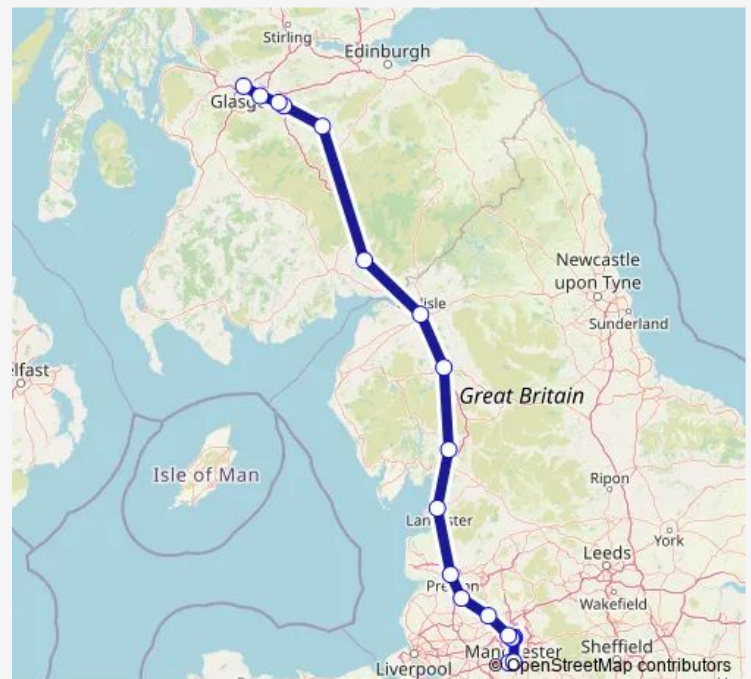 Stirling
Edinburgh
Newcastle
upon Tyne
Sunderland
elfast
Great Britain
Isle of Man
Ripon
York
Leeds
Wakefield
Sheffield
Liverpool
© OpenStreetMap contributors